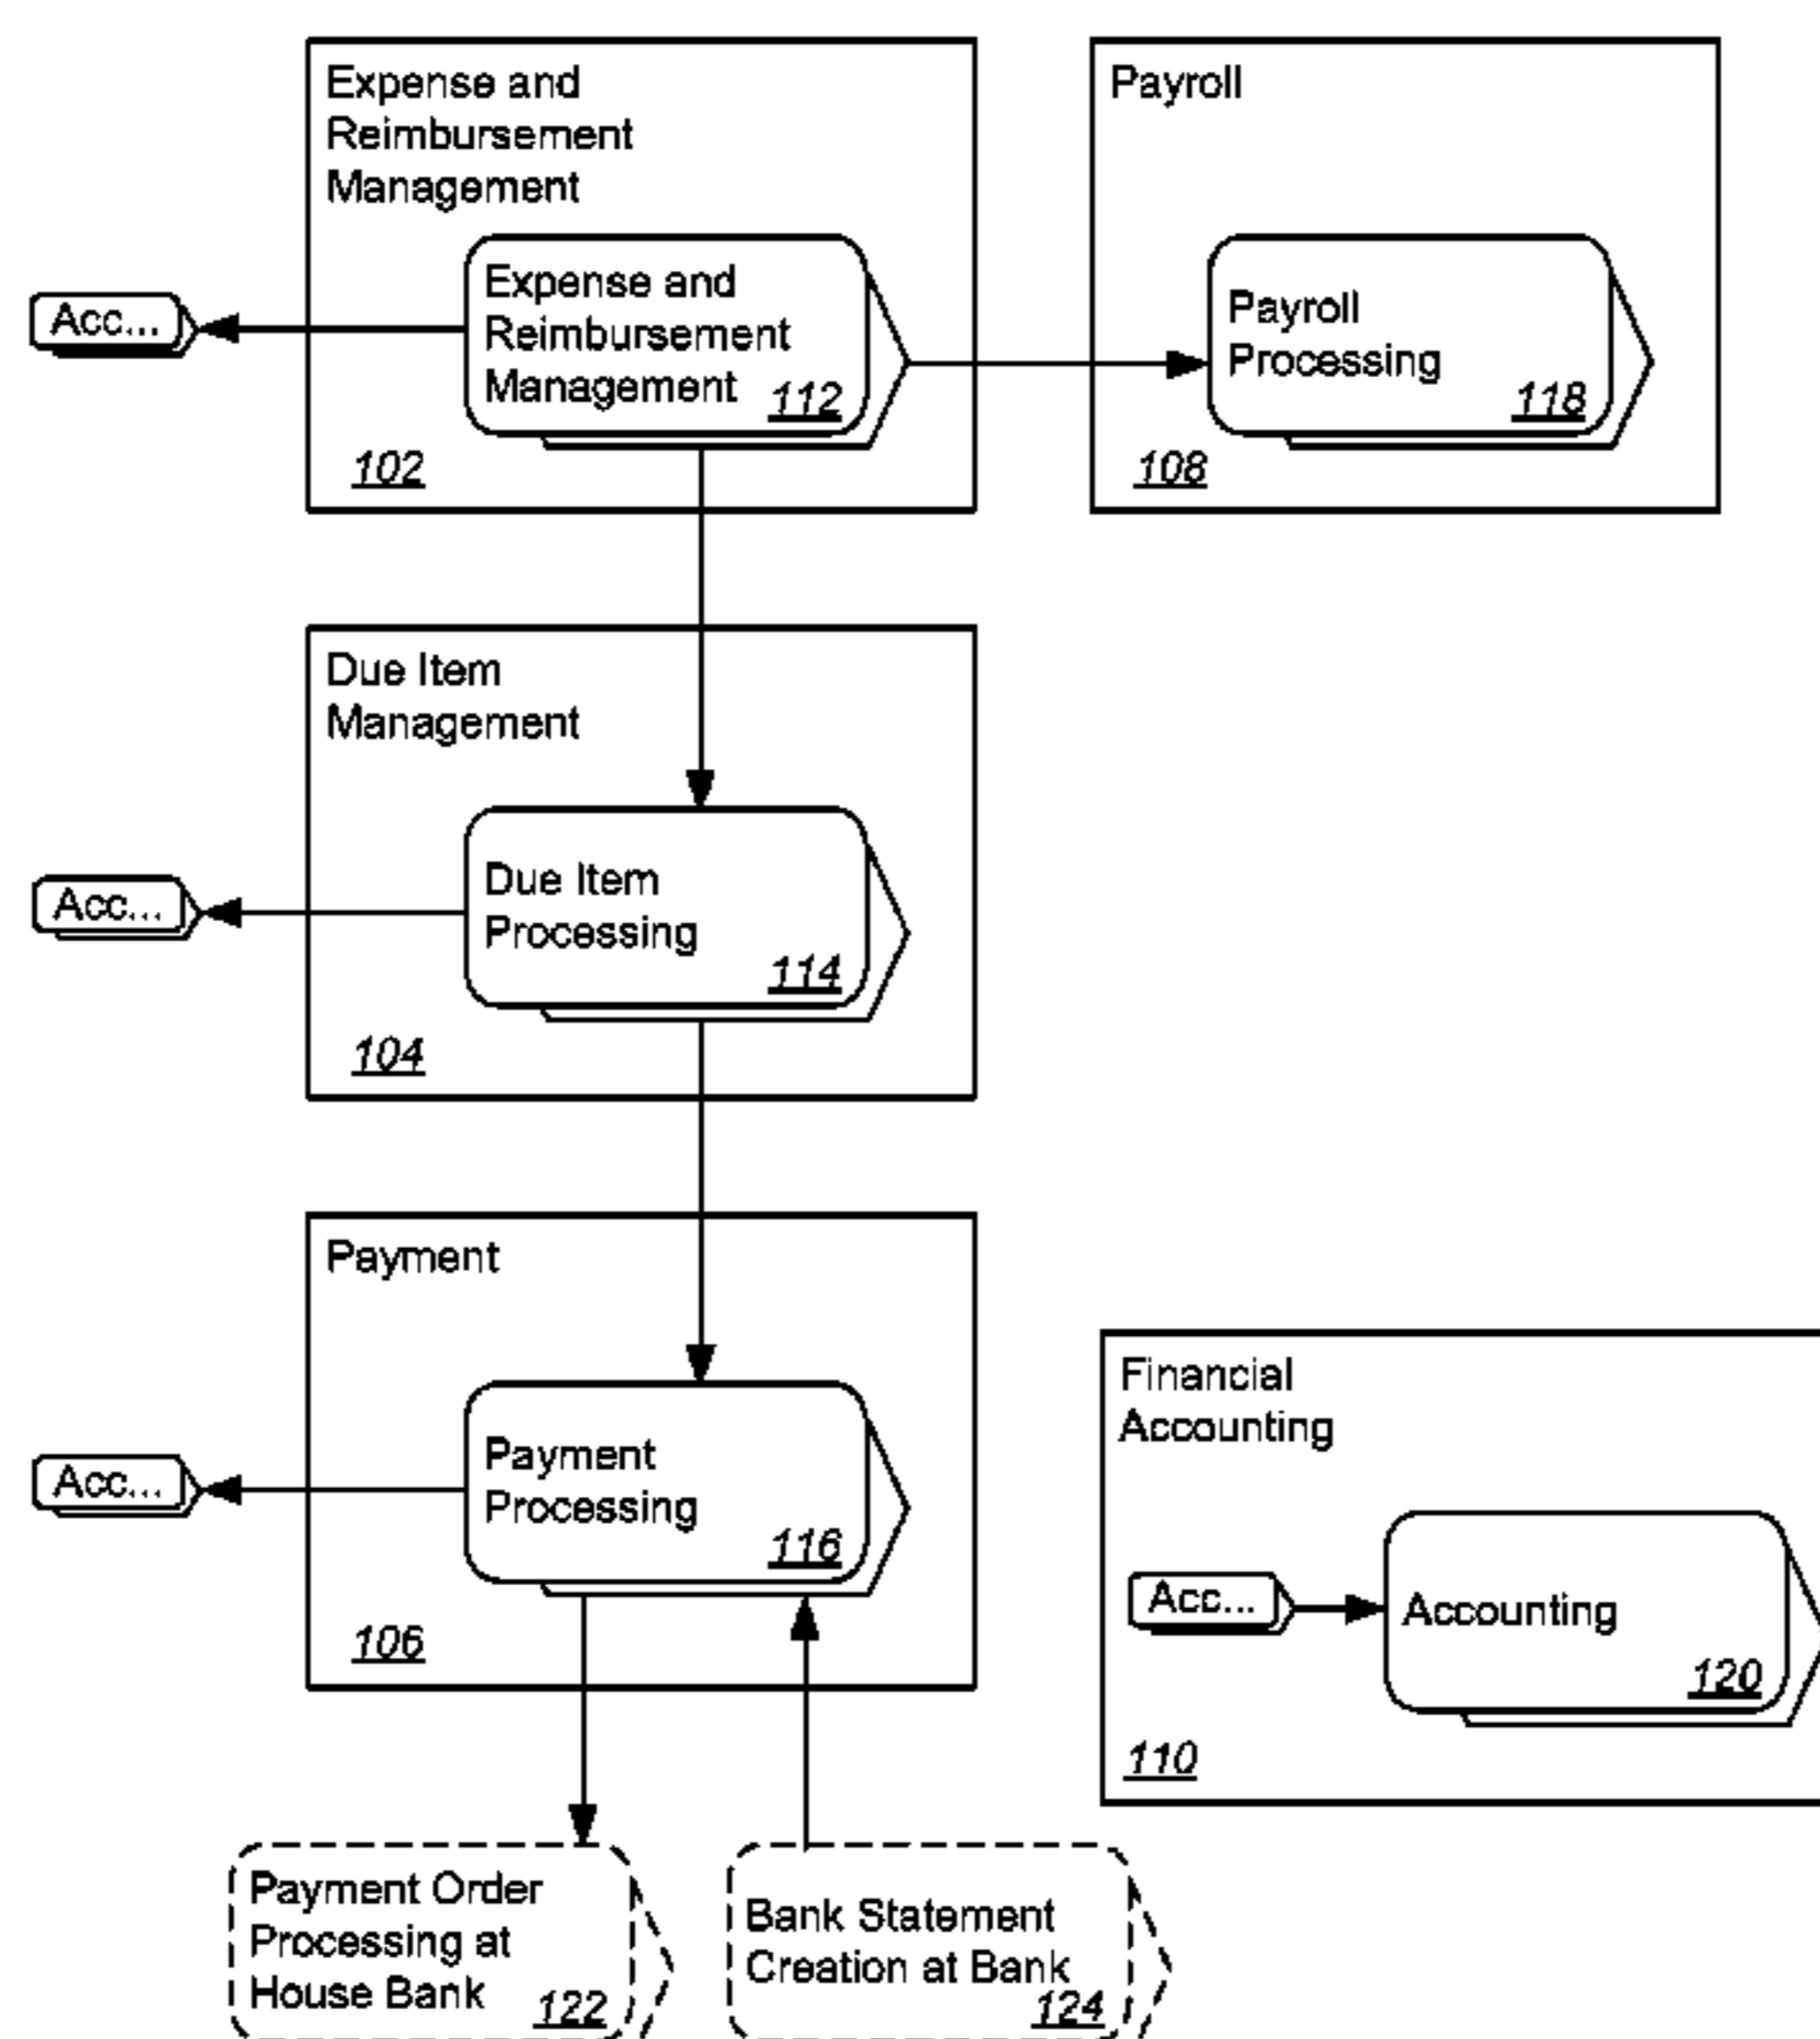 Expense and
Reimbursement
Management
Acc...
Expense and
Reimbursement
Management
112
102
Payroll
Payroll
Processing
118
108
Due Item
Management
Acc...
Due Item
Processing
114
104
Payment
Acc...
Payment
Processing
116
106
Financial
Accounting
Acc...
Accounting
120
110
Payment Order
Processing at
House Bank
122
Bank Statement
Creation at Bank
124